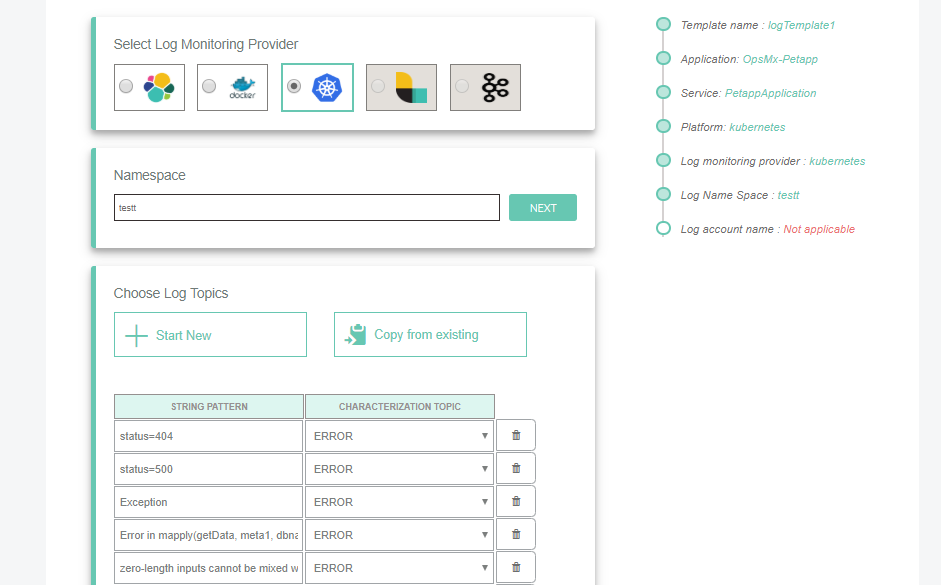 Select Log Monitoring Provider
docker
Namespace
testt
NEXT
Choose Log Topics
Start New
Copy from existing
STRING PATTERN CHARACTERIZATION TOPIC
status=404 ERROR
status=500 ERROR
Exception ERROR
Error in mapply(getData, meta1, dbna ERROR
zero-length inputs cannot be mixed w ERROR
Template name : logTemplate1
Application: OpsMx-Petapp
Service: PetappApplication
Platform: kubernetes
Log monitoring provider : kubernetes
Log Name Space : testt
Log account name : Not applicable